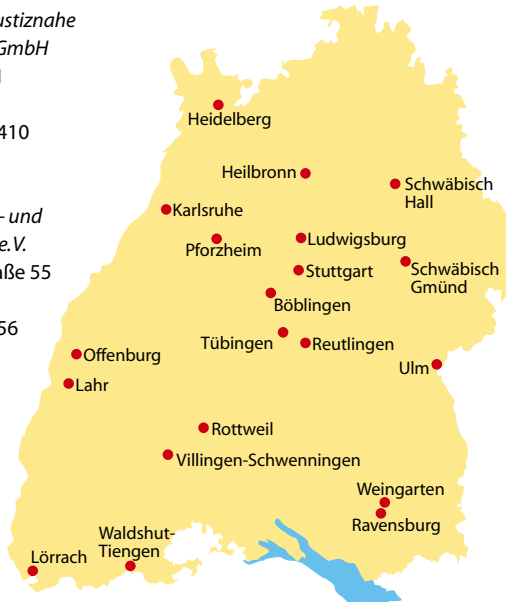 ustiznahe
GmbH
410
- und
e.V.
aße 55
56
Heidelberg
Heilbronn
Schwäbisch
Hall
Karlsruhe
Pforzheim
Ludwigsburg
Stuttgart
Schwäbisch
Gmünd
Böblingen
Tübingen
Reutlingen
Offenburg
Ulm
Lahr
Rottweil
Villingen-Schwenningen
Weingarten
Ravensburg
Waldshut-
Tiengen
Lörrach